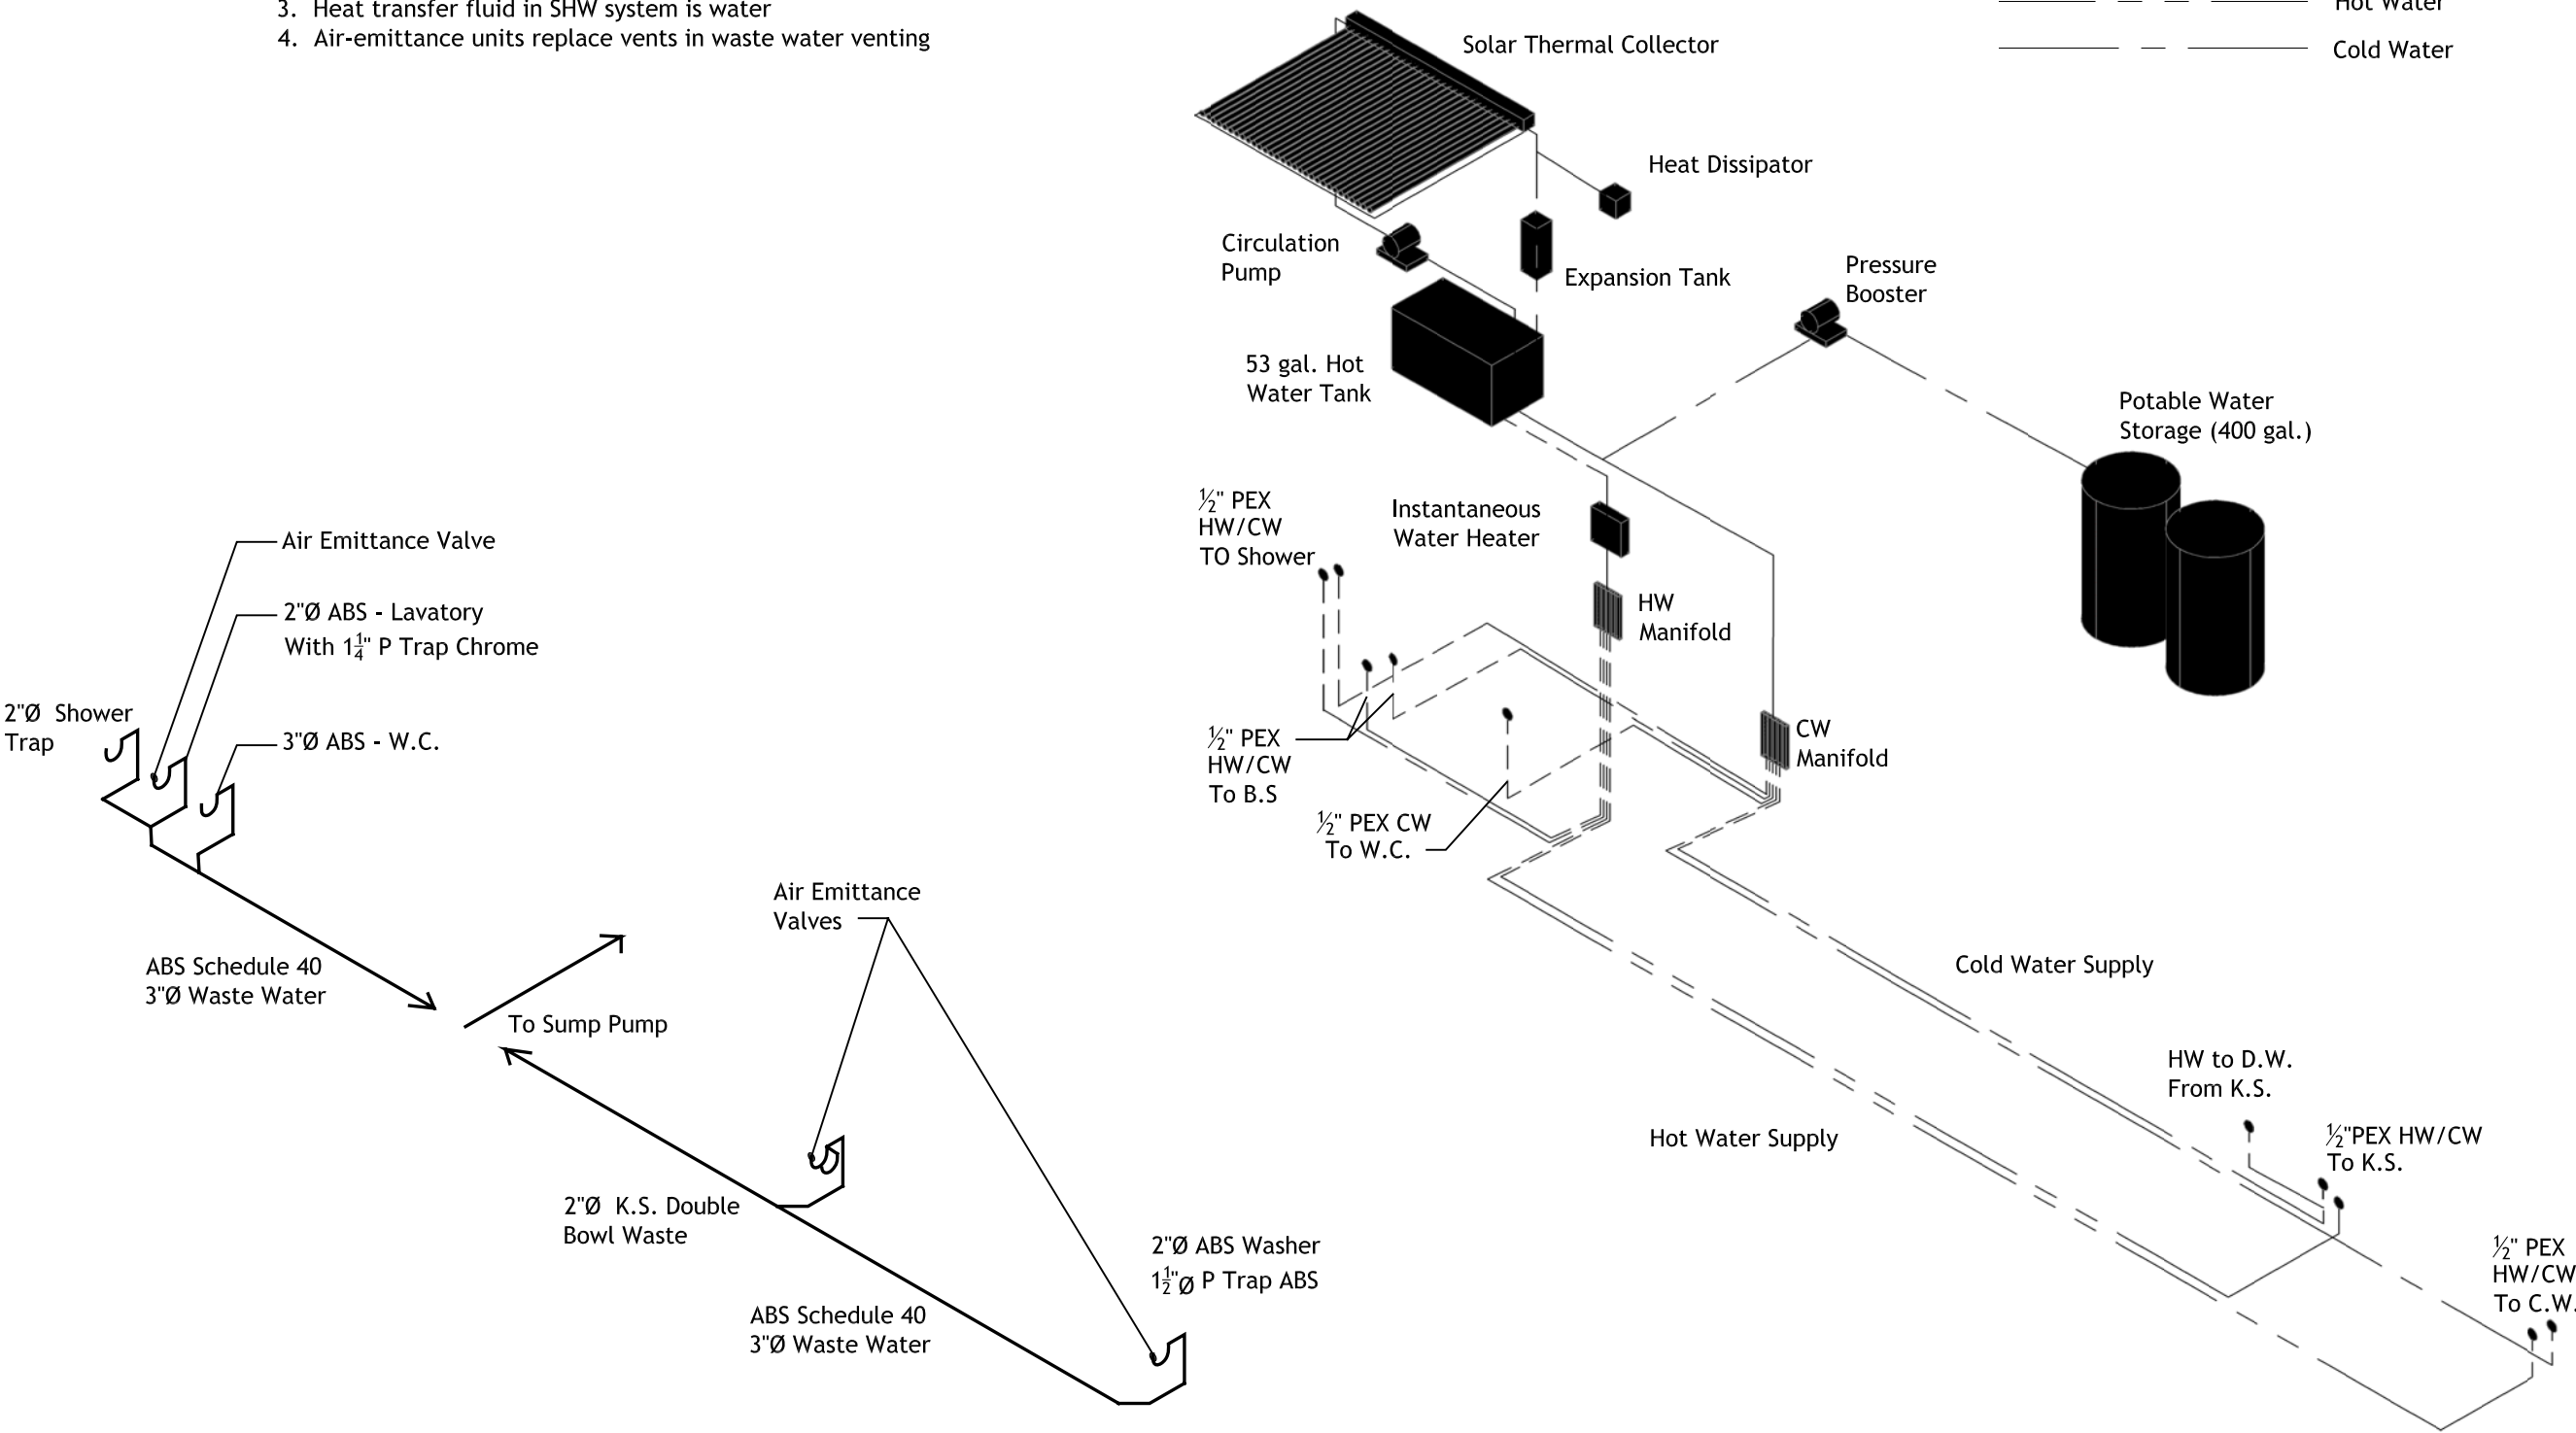 3. Heat transfer fluid in SHW system is water
4. Air-emittance units replace vents in waste water venting
Hot Water
Cold Water
Solar Thermal Collector
Heat Dissipator
Circulation
Pump
Expansion Tank
Pressure
Booster
53 gal. Hot
Water Tank
Potable Water
Storage (400 gal.)
½" PEX
HW/CW
TO Shower
Instantaneous
Water Heater
HW
Manifold
CW
Manifold
½" PEX
HW/CW
To B.S
½" PEX CW
To W.C.
Air Emittance Valve
2"Ø ABS - Lavatory
With 1¼" P Trap Chrome
2"Ø Shower
Trap
3"Ø ABS - W.C.
ABS Schedule 40
3"Ø Waste Water
To Sump Pump
Air Emittance
Valves
2"Ø K.S. Double
Bowl Waste
ABS Schedule 40
3"Ø Waste Water
2"Ø ABS Washer
1½"Ø P Trap ABS
Cold Water Supply
Hot Water Supply
HW to D.W.
From K.S.
½"PEX HW/CW
To K.S.
½" PEX
HW/CW
To C.W.